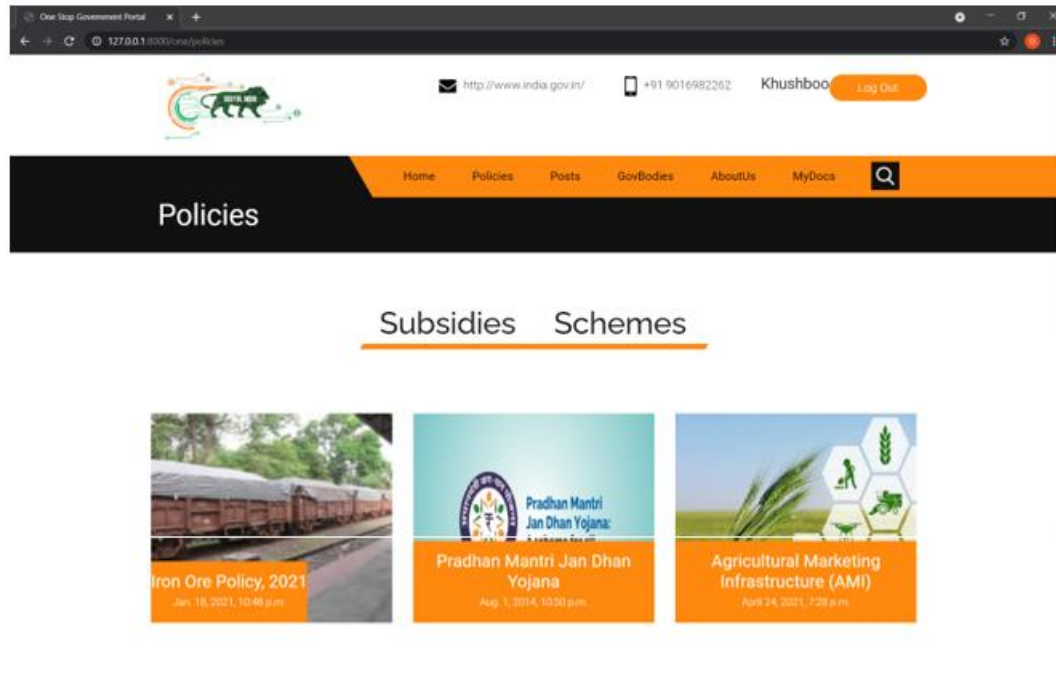 One Stop Government Portal
127.0.0.1:8000/one/policies
http://www.india.gov.in/
+91 9016982262
Khushboo
Log Out
Home Policies Posts GovBodies AboutUs MyDocs
Policies
Subsidies Schemes
Pradhan Mantri
Jan Dhan Yojana:
Iron Ore Policy, 2021
Jan. 18, 2021, 10:48 p.m.
Pradhan Mantri Jan Dhan
Yojana
Aug. 1, 2014, 10:50 p.m.
Agricultural Marketing
Infrastructure (AMI)
April 24, 2021, 7:28 p.m.